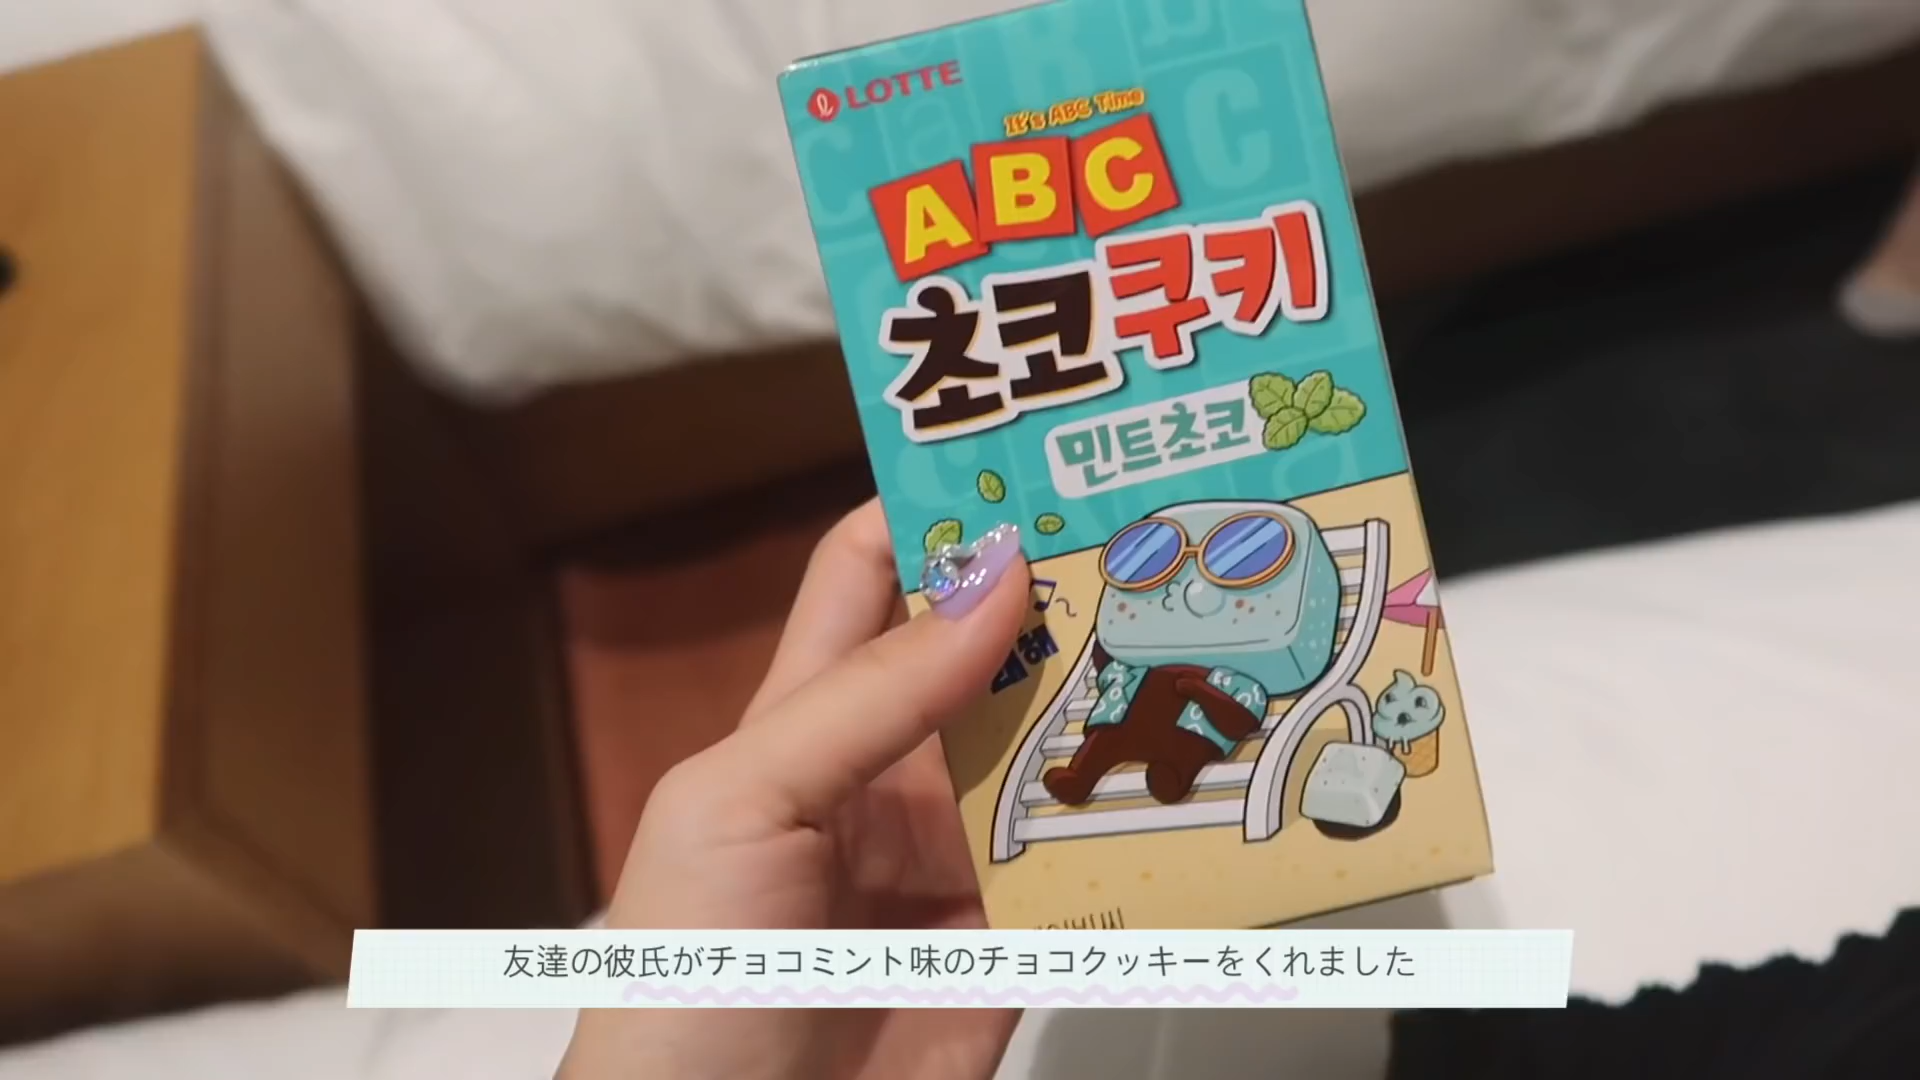 LOTTE
It's ABC Time
ABC
초코쿠키
민트초코
友達の彼氏がチョコミント味のチョコクッキーをくれました